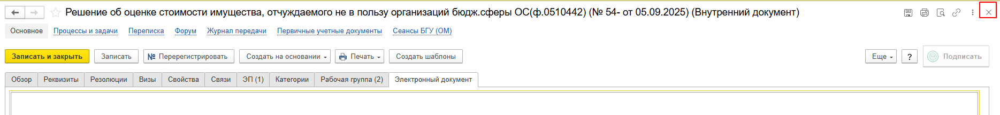 Решение об оценке стоимости имущества, отчуждаемого не в пользу организаций бюдж.сферы ОС(ф.0510442) (№ 54- от 05.09.2025) (Внутренний документ)
Основное Процессы и задачи Переписка Форум Журнал передачи Первичные учетные документы Сеансы БГУ (ОМ)
Записать и закрыть Записать № Перерегистрировать Создать на основании Печать Создать шаблоны Еще ? Подписать
Обзор Реквизиты Резолюции Визы Свойства Связи ЭП (1) Категории Рабочая группа (2) Электронный документ